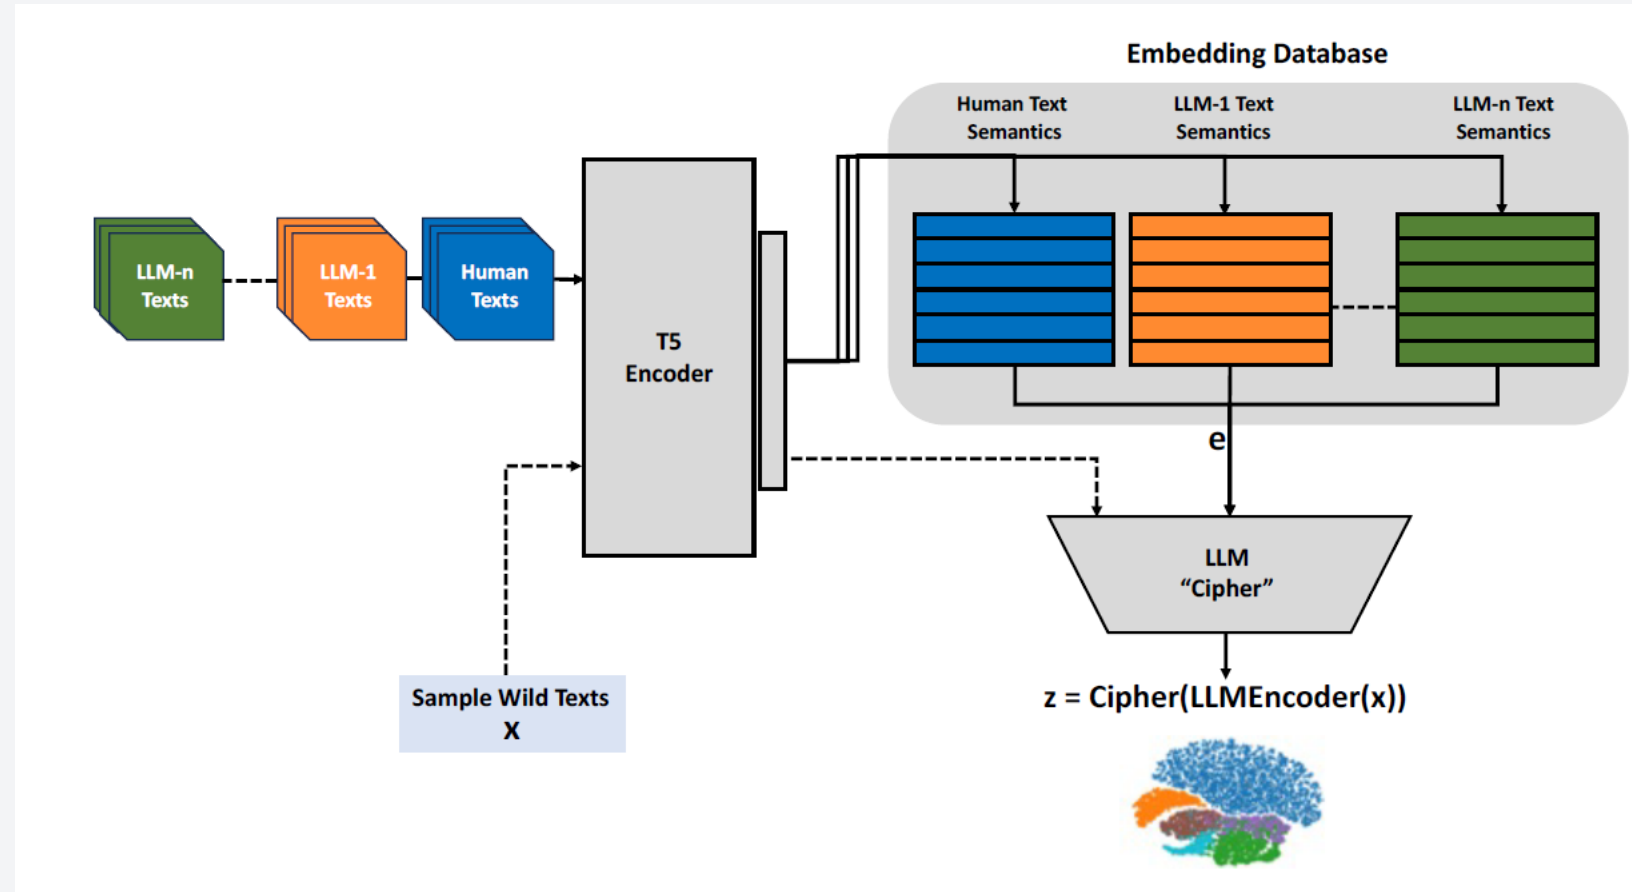 Embedding Database
Human Text
Semantics
LLM-1 Text
Semantics
LLM-n Text
Semantics
LLM-n
Texts
LLM-1
Texts
Human
Texts
T5
Encoder
e
LLM
“Cipher”
Sample Wild Texts
X
z = Cipher(LLMEncoder(x))